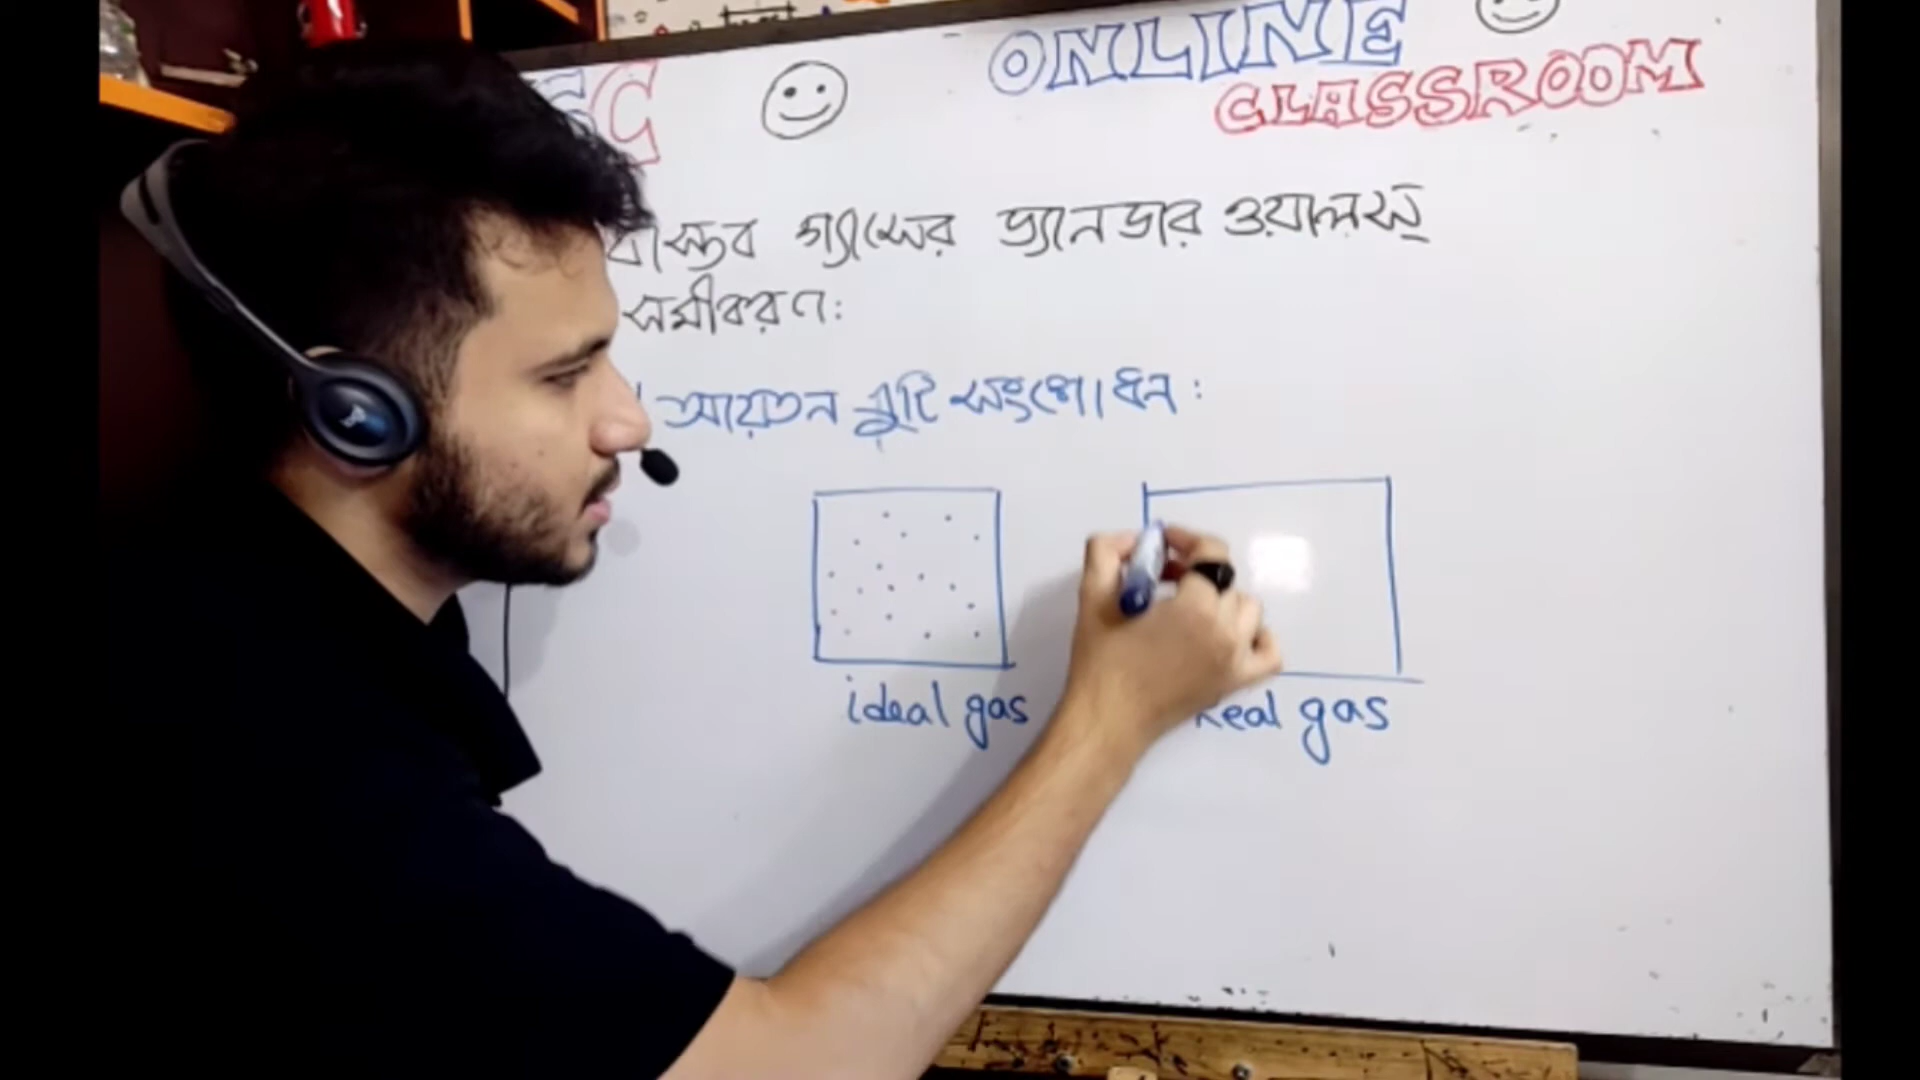 ONLINE
CLASSROOM
বাস্তব গ্যাসের ভ্যানডার ওয়ালস্
সমীকরণ:
আয়তন ত্রুটি সংশোধন:
ideal gas
Real gas